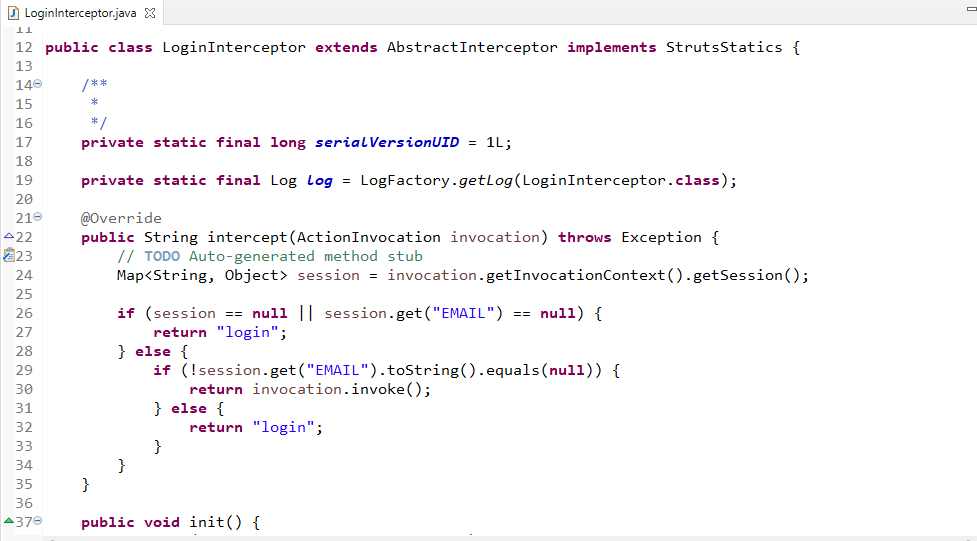 LoginInterceptor.java
11
12 public class LoginInterceptor extends AbstractInterceptor implements StrutsStatics {
13
14     /**
15      *
16      */
17     private static final long serialVersionUID = 1L;
18
19     private static final Log log = LogFactory.getLog(LoginInterceptor.class);
20
21     @Override
22     public String intercept(ActionInvocation invocation) throws Exception {
23         // TODO Auto-generated method stub
24         Map<String, Object> session = invocation.getInvocationContext().getSession();
25
26         if (session == null || session.get("EMAIL") == null) {
27             return "login";
28         } else {
29             if (!session.get("EMAIL").toString().equals(null)) {
30                 return invocation.invoke();
31             } else {
32                 return "login";
33             }
34         }
35     }
36
37     public void init() {